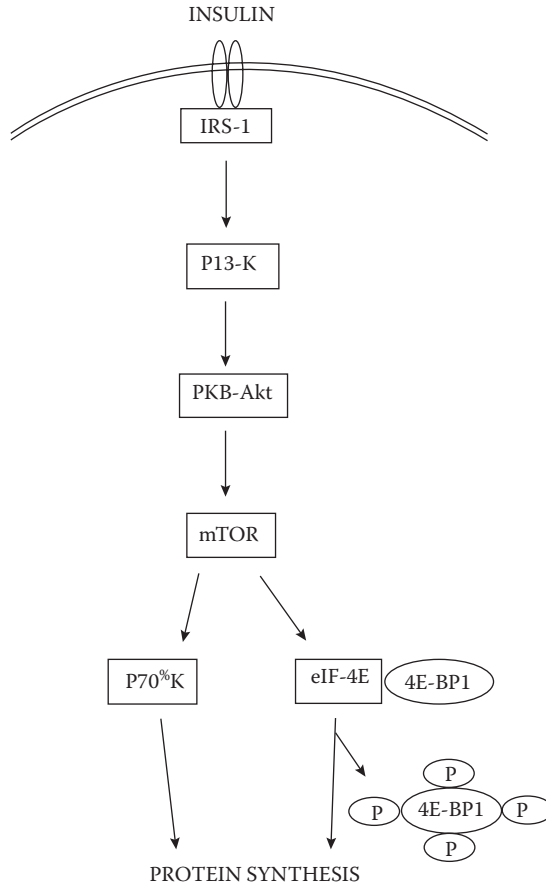 INSULIN
IRS-1
P13-K
PKB-Akt
mTOR
P70%K
eIF-4E
4E-BP1
P
P
4E-BP1
P
P
PROTEIN SYNTHESIS